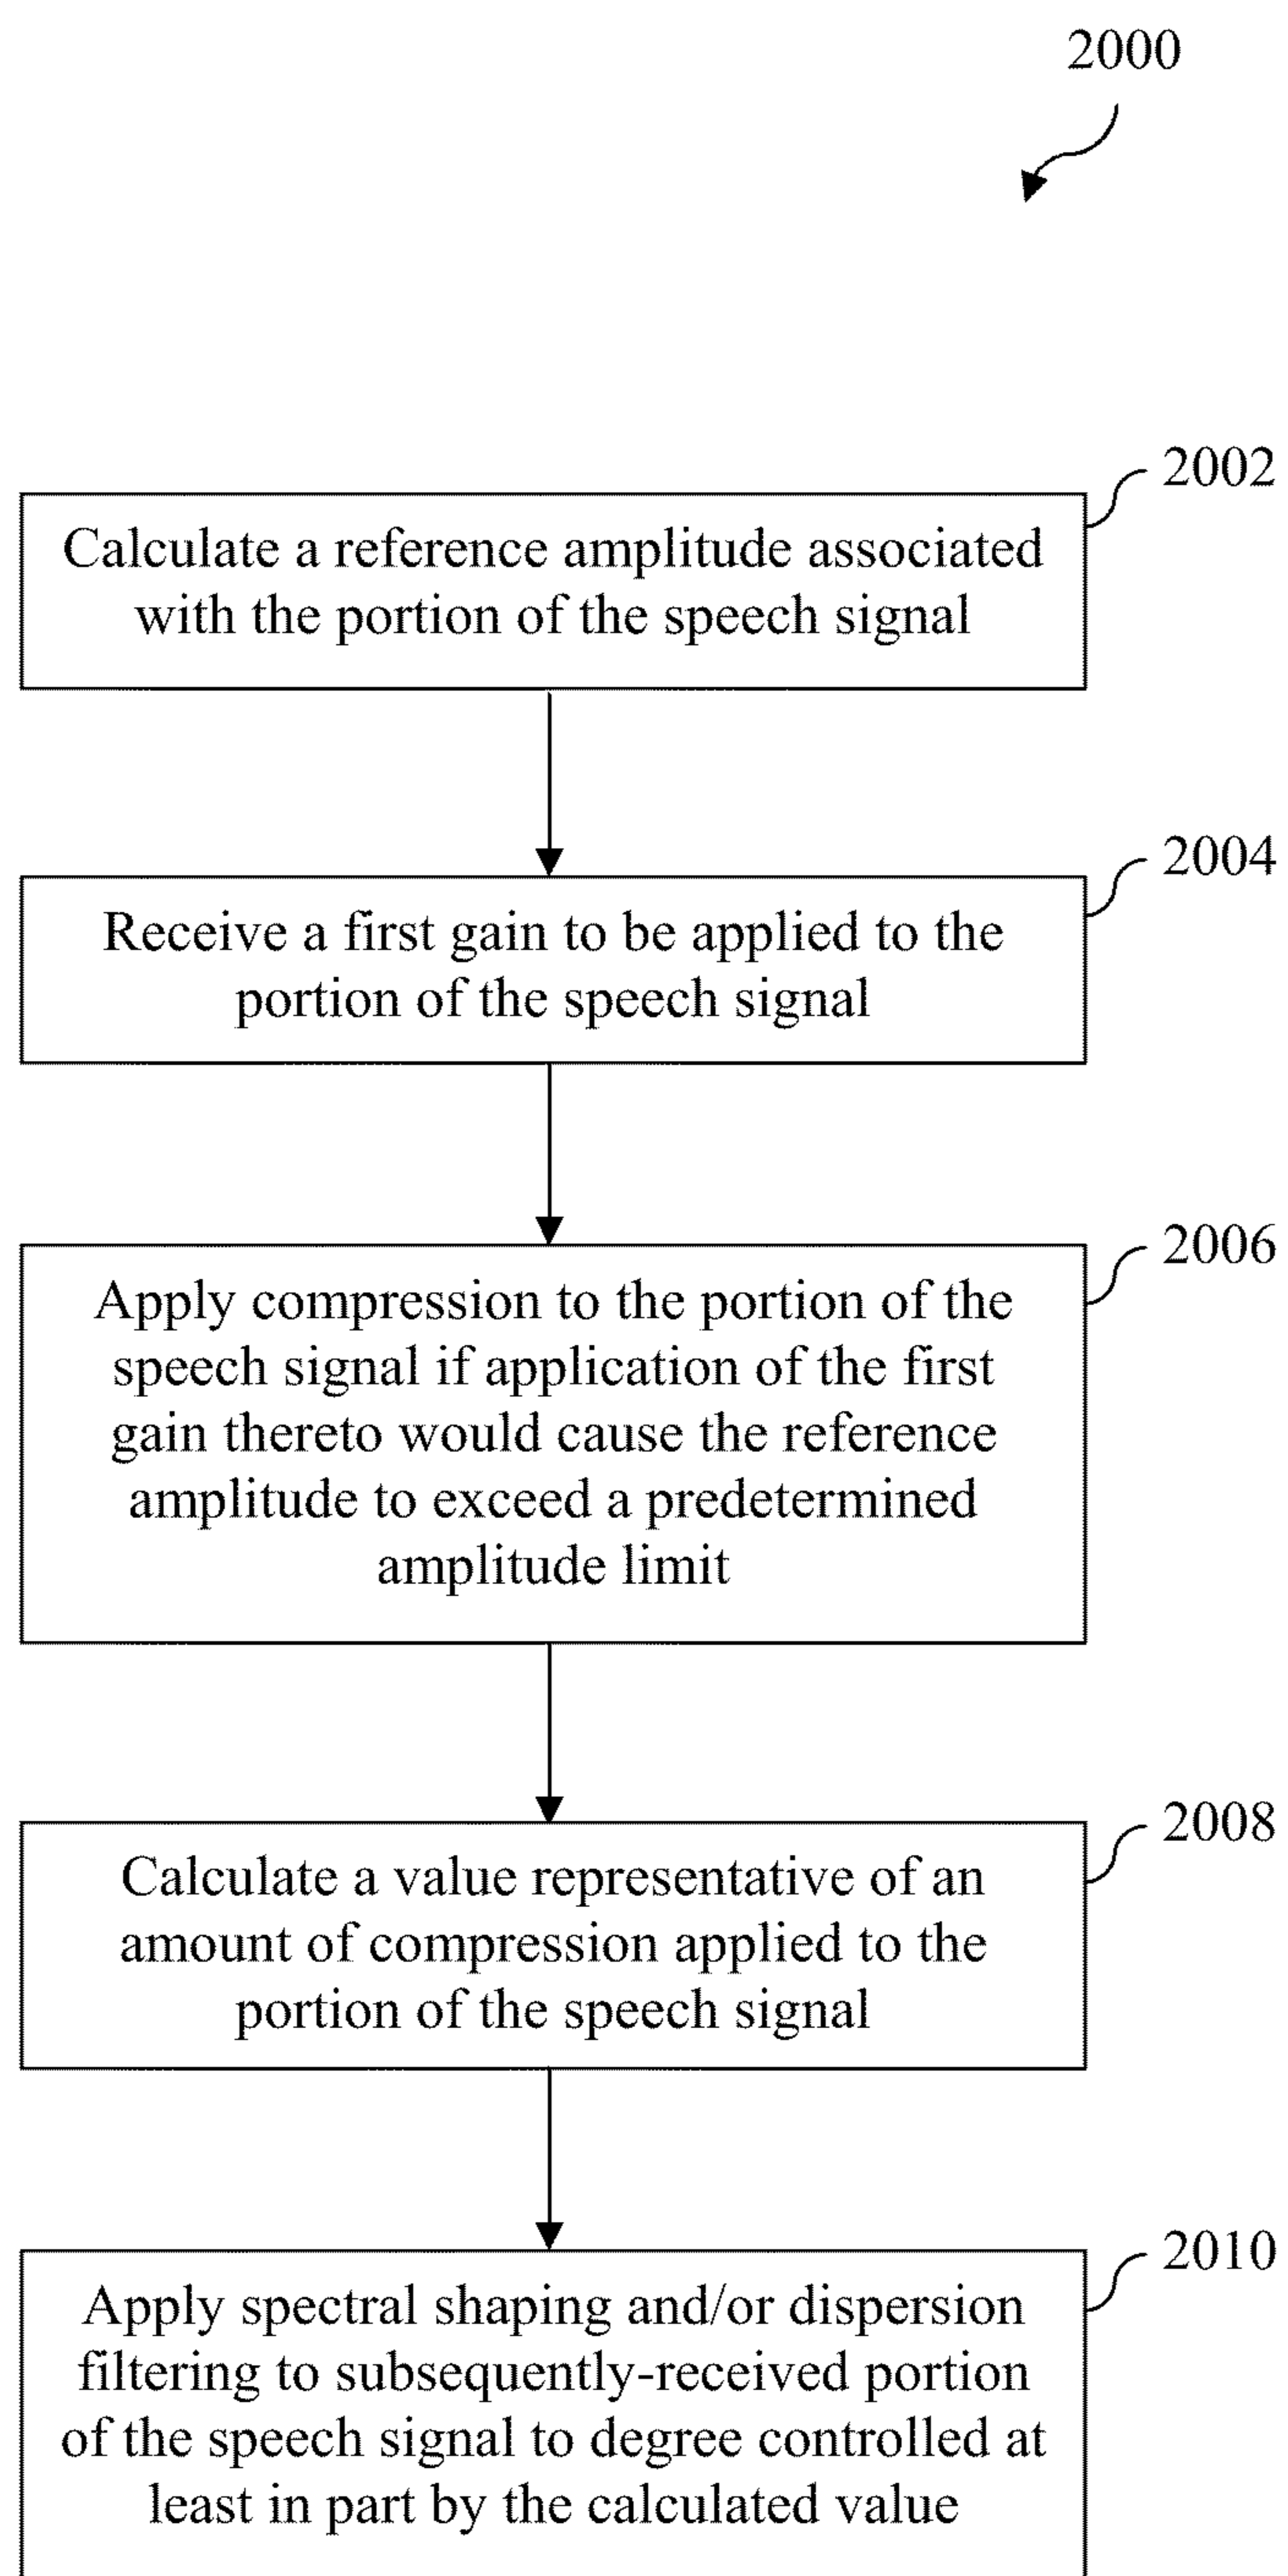 2000
2002
Calculate a reference amplitude associated
with the portion of the speech signal
2004
Receive a first gain to be applied to the
portion of the speech signal
2006
Apply compression to the portion of the
speech signal if application of the first
gain thereto would cause the reference
amplitude to exceed a predetermined
amplitude limit
2008
Calculate a value representative of an
amount of compression applied to the
portion of the speech signal
2010
Apply spectral shaping and/or dispersion
filtering to subsequently-received portion
of the speech signal to degree controlled at
least in part by the calculated value